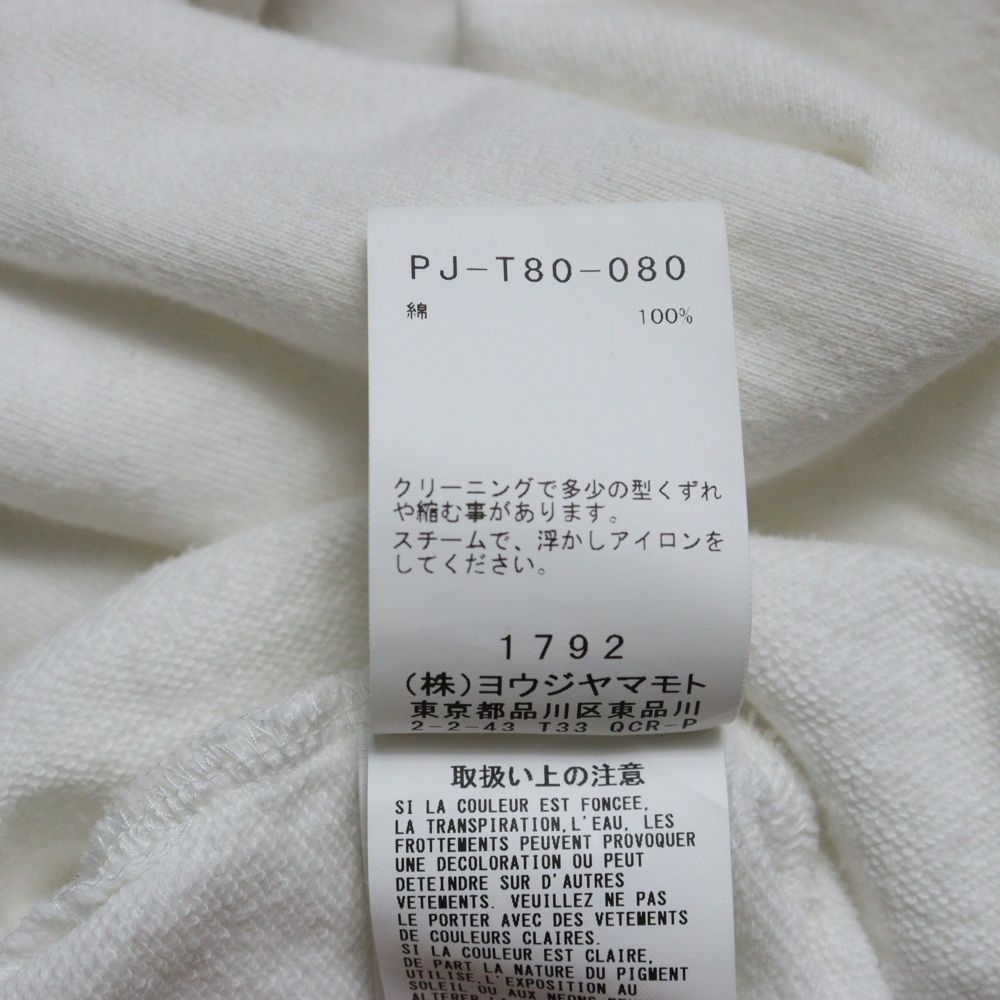 PJ-T80-080
綿 100%
クリーニングで多少の型くずれ
や縮む事があります。
スチームで、浮かしアイロンを
してください。
1792
(株)ヨウジヤマモト
東京都品川区東品川
2-2-43 T33 QCR-P
取扱い上の注意
SI LA COULEUR EST FONCEE,
LA TRANSPIRATION,L'EAU, LES
FROTTEMENTS PEUVENT PROVOQUER
UNE DECOLORATION OU PEUT
DETEINDRE SUR D'AUTRES
VETEMENTS. VEUILLEZ NE PAS
LE PORTER AVEC DES VETEMENTS
DE COULEURS CLAIRES.
SI LA COULEUR EST CLAIRE,
DE PART LA NATURE DU PIGMENT
UTILISE,L'EXPOSITION AU
SOLEIL OU AUX NEONS